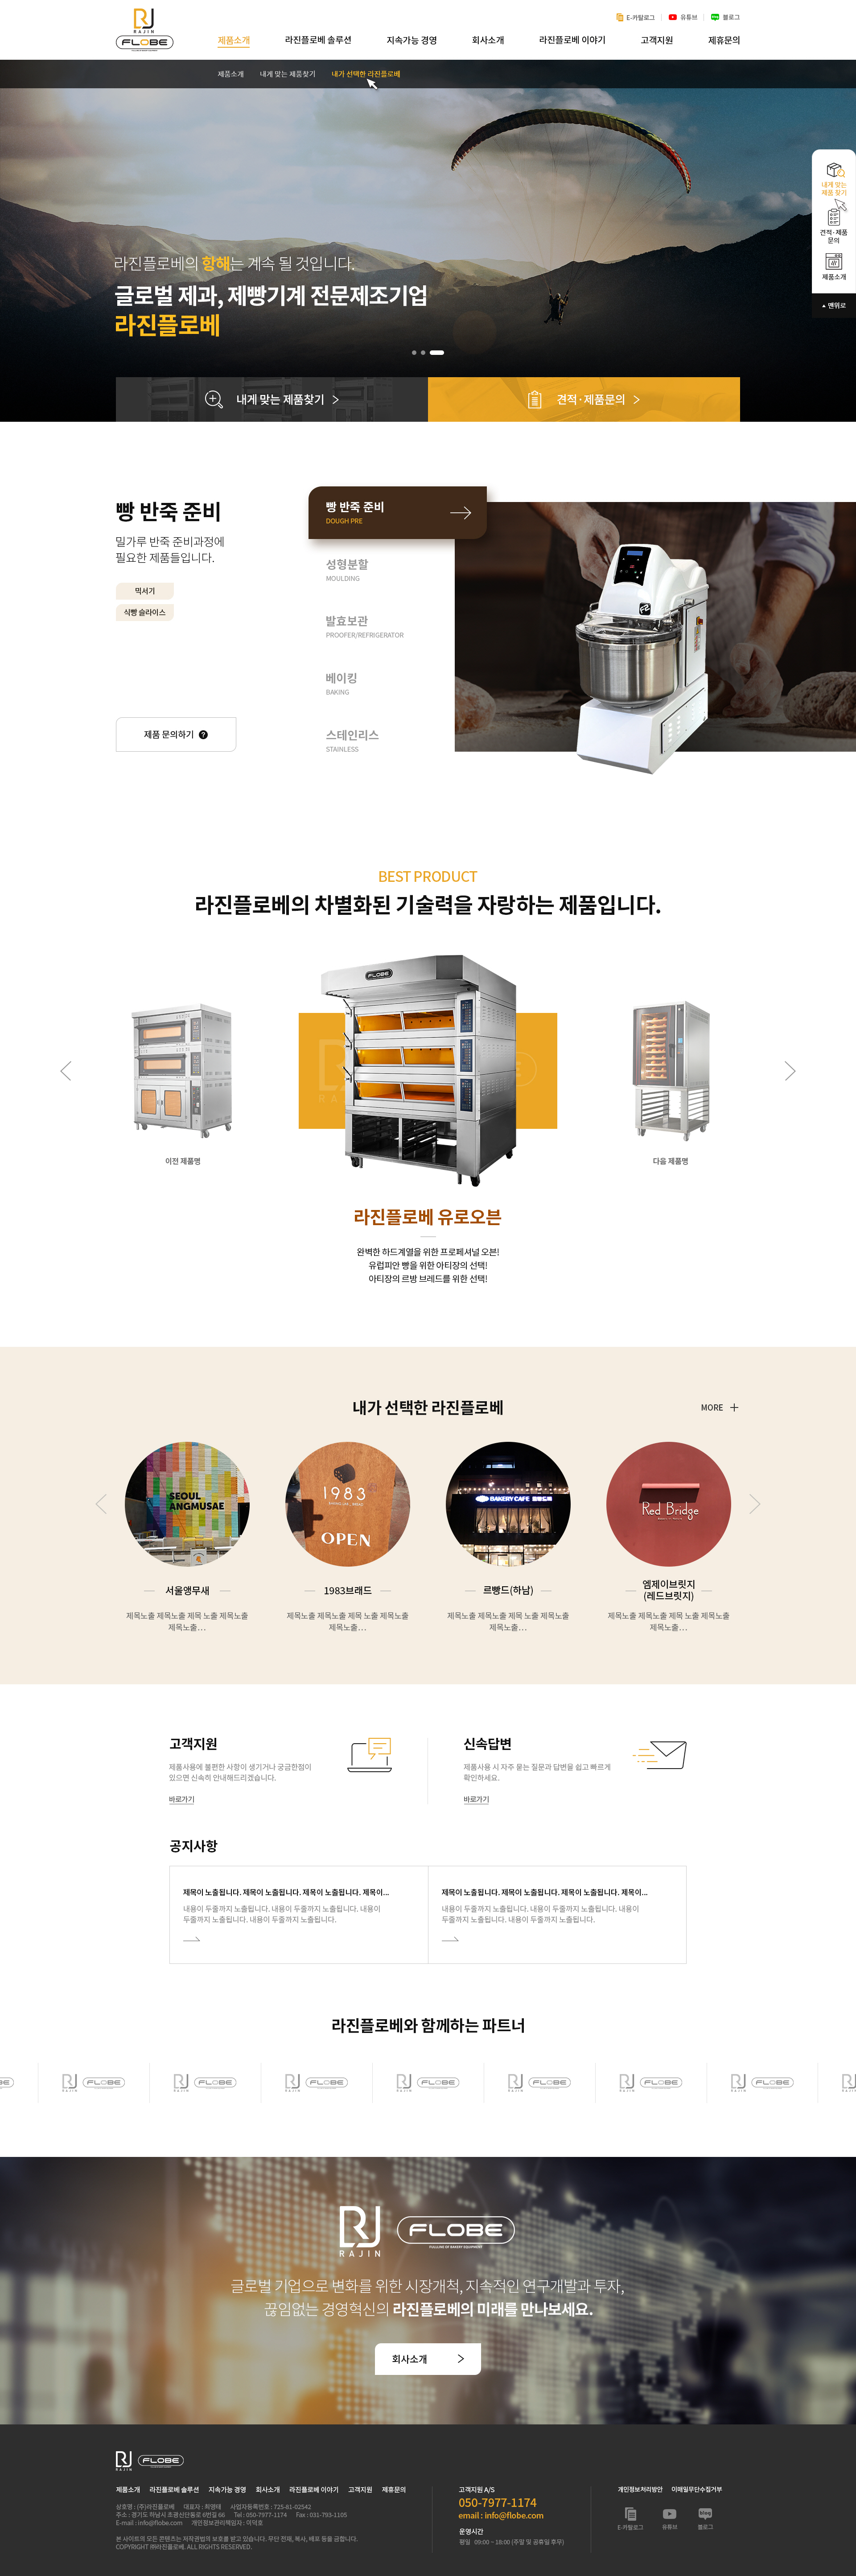 RJ
RAJIN
FLOBE
E-카탈로그
유튜브
블로그
제품소개
라진플로베 솔루션
지속가능 경영
회사소개
라진플로베 이야기
고객지원
제휴문의
제품소개
내게 맞는 제품찾기
내가 선택한 라진플로베
내게 맞는
제품 찾기
견적·제품
문의
제품소개
맨위로
라진플로베의 항해는 계속 될 것입니다.
글로벌 제과, 제빵기계 전문제조기업
라진플로베
내게 맞는 제품찾기
견적·제품문의
빵 반죽 준비
밀가루 반죽 준비과정에
필요한 제품들입니다.
믹서기
식빵 슬라이스
제품 문의하기
빵 반죽 준비
DOUGH PRE
성형분할
MOULDING
발효보관
PROOFER/REFRIGERATOR
베이킹
BAKING
스테인리스
STAINLESS
BEST PRODUCT
라진플로베의 차별화된 기술력을 자랑하는 제품입니다.
FLOBE
이전 제품명
다음 제품명
라진플로베 유로오븐
완벽한 하드계열을 위한 프로페셔널 오븐!
유럽피안 빵을 위한 아티장의 선택!
아티장의 르방 브레드를 위한 선택!
내가 선택한 라진플로베
MORE
SEOUL
ANGMUSAE
1983
OPEN
BAKERY CAFE
Red Bridge
서울앵무새
1983브래드
르빵드(하남)
엠제이브릿지
(레드브릿지)
제목노출 제목노출 제목 노출 제목노출
제목노출...
제목노출 제목노출 제목 노출 제목노출
제목노출...
제목노출 제목노출 제목 노출 제목노출
제목노출...
제목노출 제목노출 제목 노출 제목노출
제목노출...
고객지원
제품사용에 불편한 사항이 생기거나 궁금한점이
있으면 신속히 안내해드리겠습니다.
바로가기
신속답변
제품사용 시 자주 묻는 질문과 답변을 쉽고 빠르게
확인하세요.
바로가기
공지사항
제목이 노출됩니다. 제목이 노출됩니다. 제목이 노출됩니다. 제목이...
내용이 두줄까지 노출됩니다. 내용이 두줄까지 노출됩니다. 내용이
두줄까지 노출됩니다. 내용이 두줄까지 노출됩니다.
제목이 노출됩니다. 제목이 노출됩니다. 제목이 노출됩니다. 제목이...
내용이 두줄까지 노출됩니다. 내용이 두줄까지 노출됩니다. 내용이
두줄까지 노출됩니다. 내용이 두줄까지 노출됩니다.
라진플로베와 함께하는 파트너
RJ RAJIN FLOBE
RJ RAJIN FLOBE
RJ RAJIN FLOBE
RJ RAJIN FLOBE
RJ RAJIN FLOBE
RJ RAJIN FLOBE
RJ RAJIN FLOBE
RJ
RAJIN
FLOBE
FULL-LINE OF BAKERY EQUIPMENT
글로벌 기업으로 변화를 위한 시장개척, 지속적인 연구개발과 투자,
끊임없는 경영혁신의 라진플로베의 미래를 만나보세요.
회사소개
RJ RAJIN FLOBE
제품소개 라진플로베 솔루션 지속가능 경영 회사소개 라진플로베 이야기 고객지원 제휴문의
상호명 : (주)라진플로베 대표자 : 최영태 사업자등록번호 : 725-81-02542
주소 : 경기도 하남시 초광산단동로 6번길 66 Tel : 050-7977-1174 Fax : 031-793-1105
E-mail : info@flobe.com 개인정보관리책임자 : 이덕호
본 사이트의 모든 콘텐츠는 저작권법의 보호를 받고 있습니다. 무단 전재, 복사, 배포 등을 금합니다.
COPYRIGHT ㈜라진플로베. ALL RIGHTS RESERVED.
고객지원 A/S
050-7977-1174
email : info@flobe.com
운영시간
평일 09:00 ~ 18:00 (주말 및 공휴일 휴무)
개인정보처리방안 이메일무단수집거부
E-카탈로그
유튜브
블로그